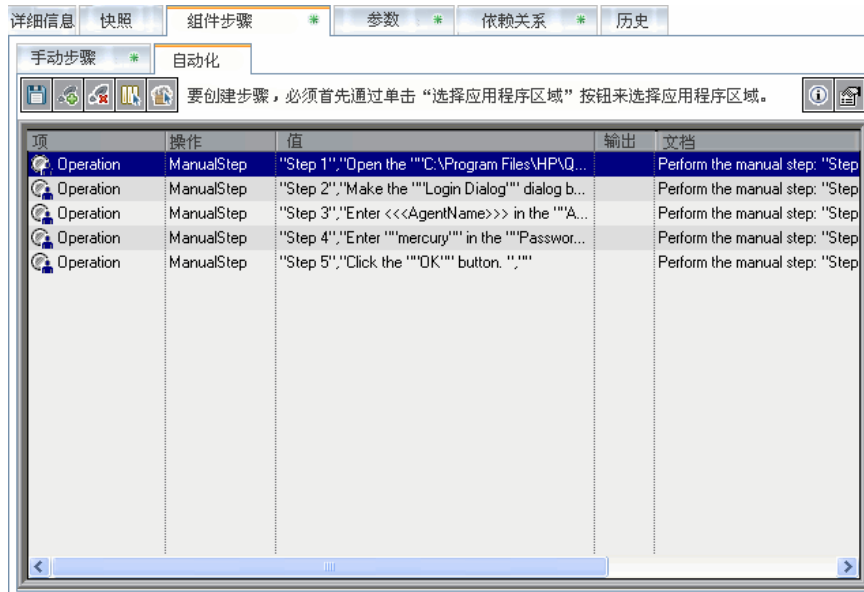 详细信息 快照 组件步骤 参数 依赖关系 历史
手动步骤 自动化
要创建步骤，必须首先通过单击“选择应用程序区域”按钮来选择应用程序区域。
项 操作 值 输出 文档
Operation ManualStep "Step 1","Open the ""C:\Program Files\HP\Q... Perform the manual step: "Step
Operation ManualStep "Step 2","Make the ""Login Dialog"" dialog b... Perform the manual step: "Step
Operation ManualStep "Step 3","Enter <<<AgentName>>> in the ""A... Perform the manual step: "Step
Operation ManualStep "Step 4","Enter ""mercury"" in the ""Passwor... Perform the manual step: "Step
Operation ManualStep "Step 5","Click the ""OK"" button. ","" Perform the manual step: "Step